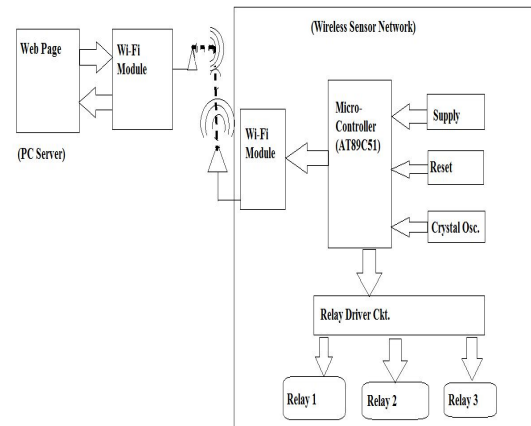 (Wireless Sensor Network)
Web Page
Wi-Fi
Module
(PC Server)
Wi-Fi
Module
Micro-
Controller
(AT89C51)
Supply
Reset
Crystal Osc.
Relay Driver Ckt.
Relay 1
Relay 2
Relay 3